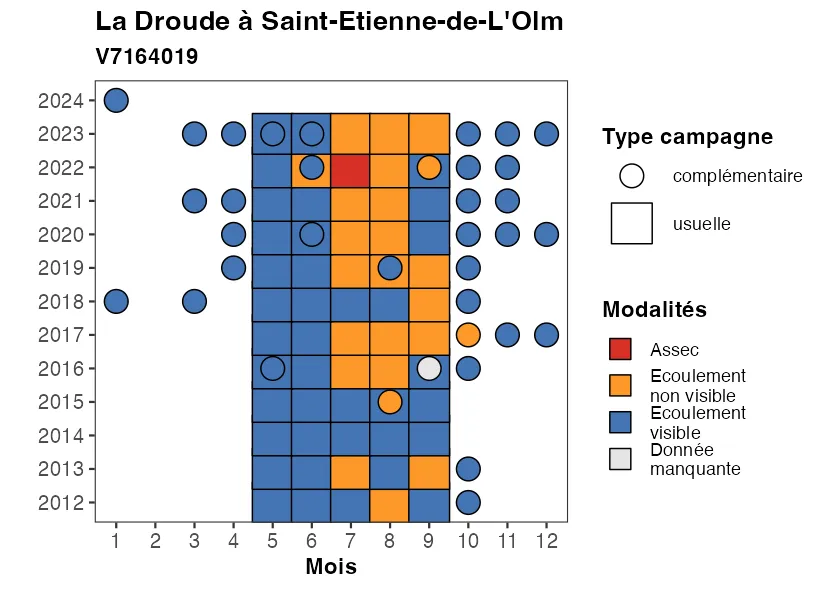 La Droude à Saint-Etienne-de-L'Olm
V7164019
2024
2023
2022
2021
2020
2019
2018
2017
2016
2015
2014
2013
2012
1 2 3 4 5 6 7 8 9 10 11 12
Mois
Type campagne
complémentaire
usuelle
Modalités
Assec
Ecoulement
non visible
Ecoulement
visible
Donnée
manquante